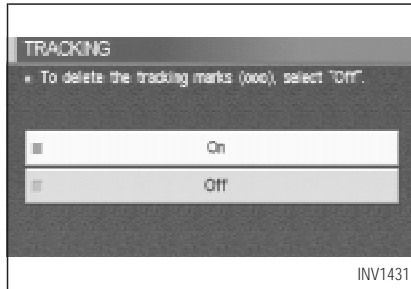 TRACKING
▪ To delete the tracking marks (ooo), select "Off".
On
Off
INV1431